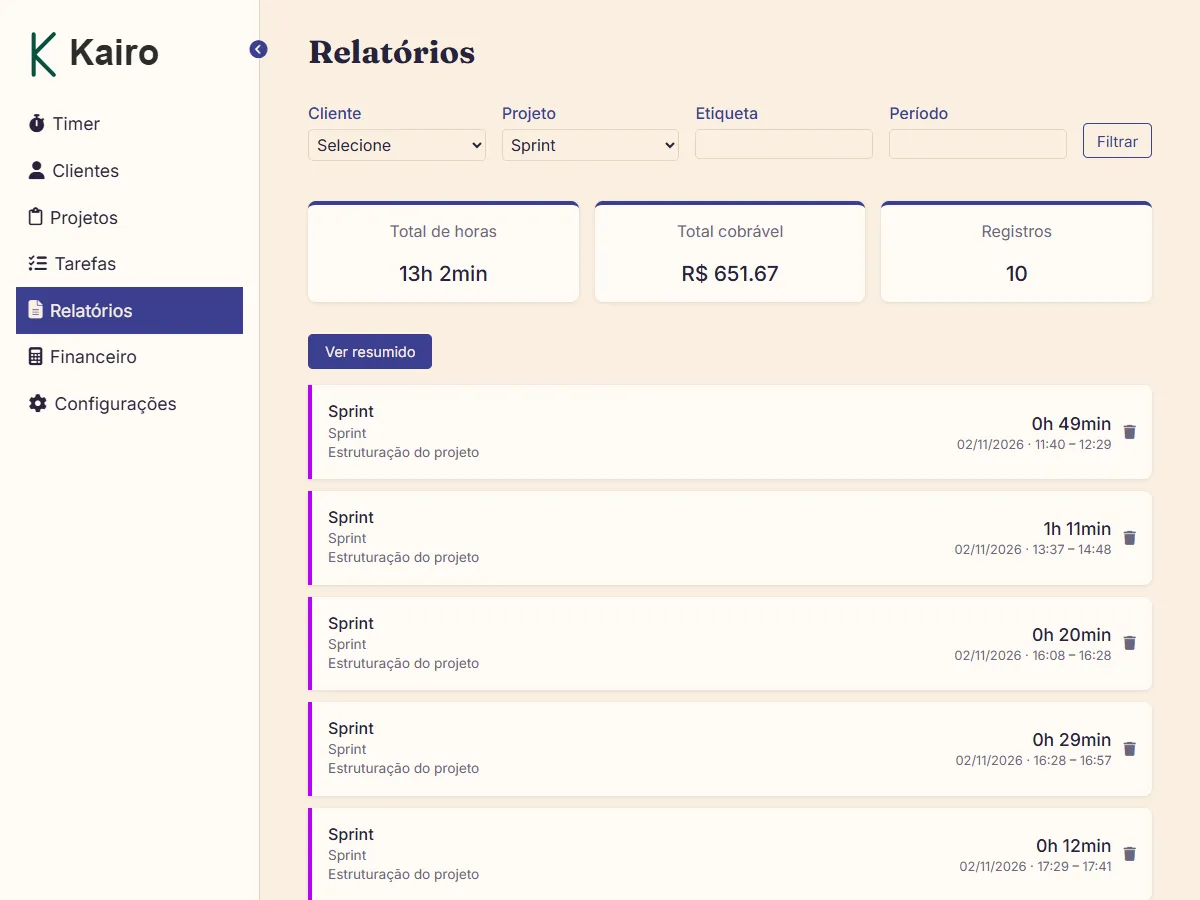 Kairo
Timer
Clientes
Projetos
Tarefas
Relatórios
Financeiro
Configurações
Relatórios
Cliente
Projeto
Etiqueta
Período
Selecione
Sprint
Filtrar
Total de horas
13h 2min
Total cobrável
R$ 651.67
Registros
10
Ver resumido
Sprint
Sprint
Estruturação do projeto
0h 49min
02/11/2026 · 11:40 – 12:29
Sprint
Sprint
Estruturação do projeto
1h 11min
02/11/2026 · 13:37 – 14:48
Sprint
Sprint
Estruturação do projeto
0h 20min
02/11/2026 · 16:08 – 16:28
Sprint
Sprint
Estruturação do projeto
0h 29min
02/11/2026 · 16:28 – 16:57
Sprint
Sprint
Estruturação do projeto
0h 12min
02/11/2026 · 17:29 – 17:41